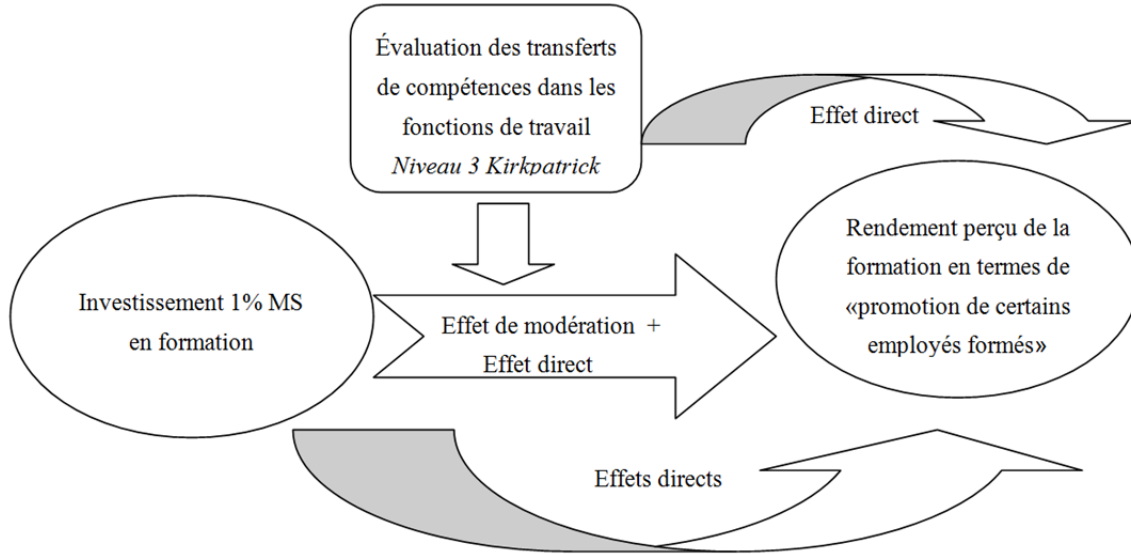 Évaluation des transferts
de compétences dans les
fonctions de travail
Niveau 3 Kirkpatrick
Effet direct
Rendement perçu de la
formation en termes de
«promotion de certains
employés formés»
Investissement 1% MS
en formation
Effet de modération +
Effet direct
Effets directs